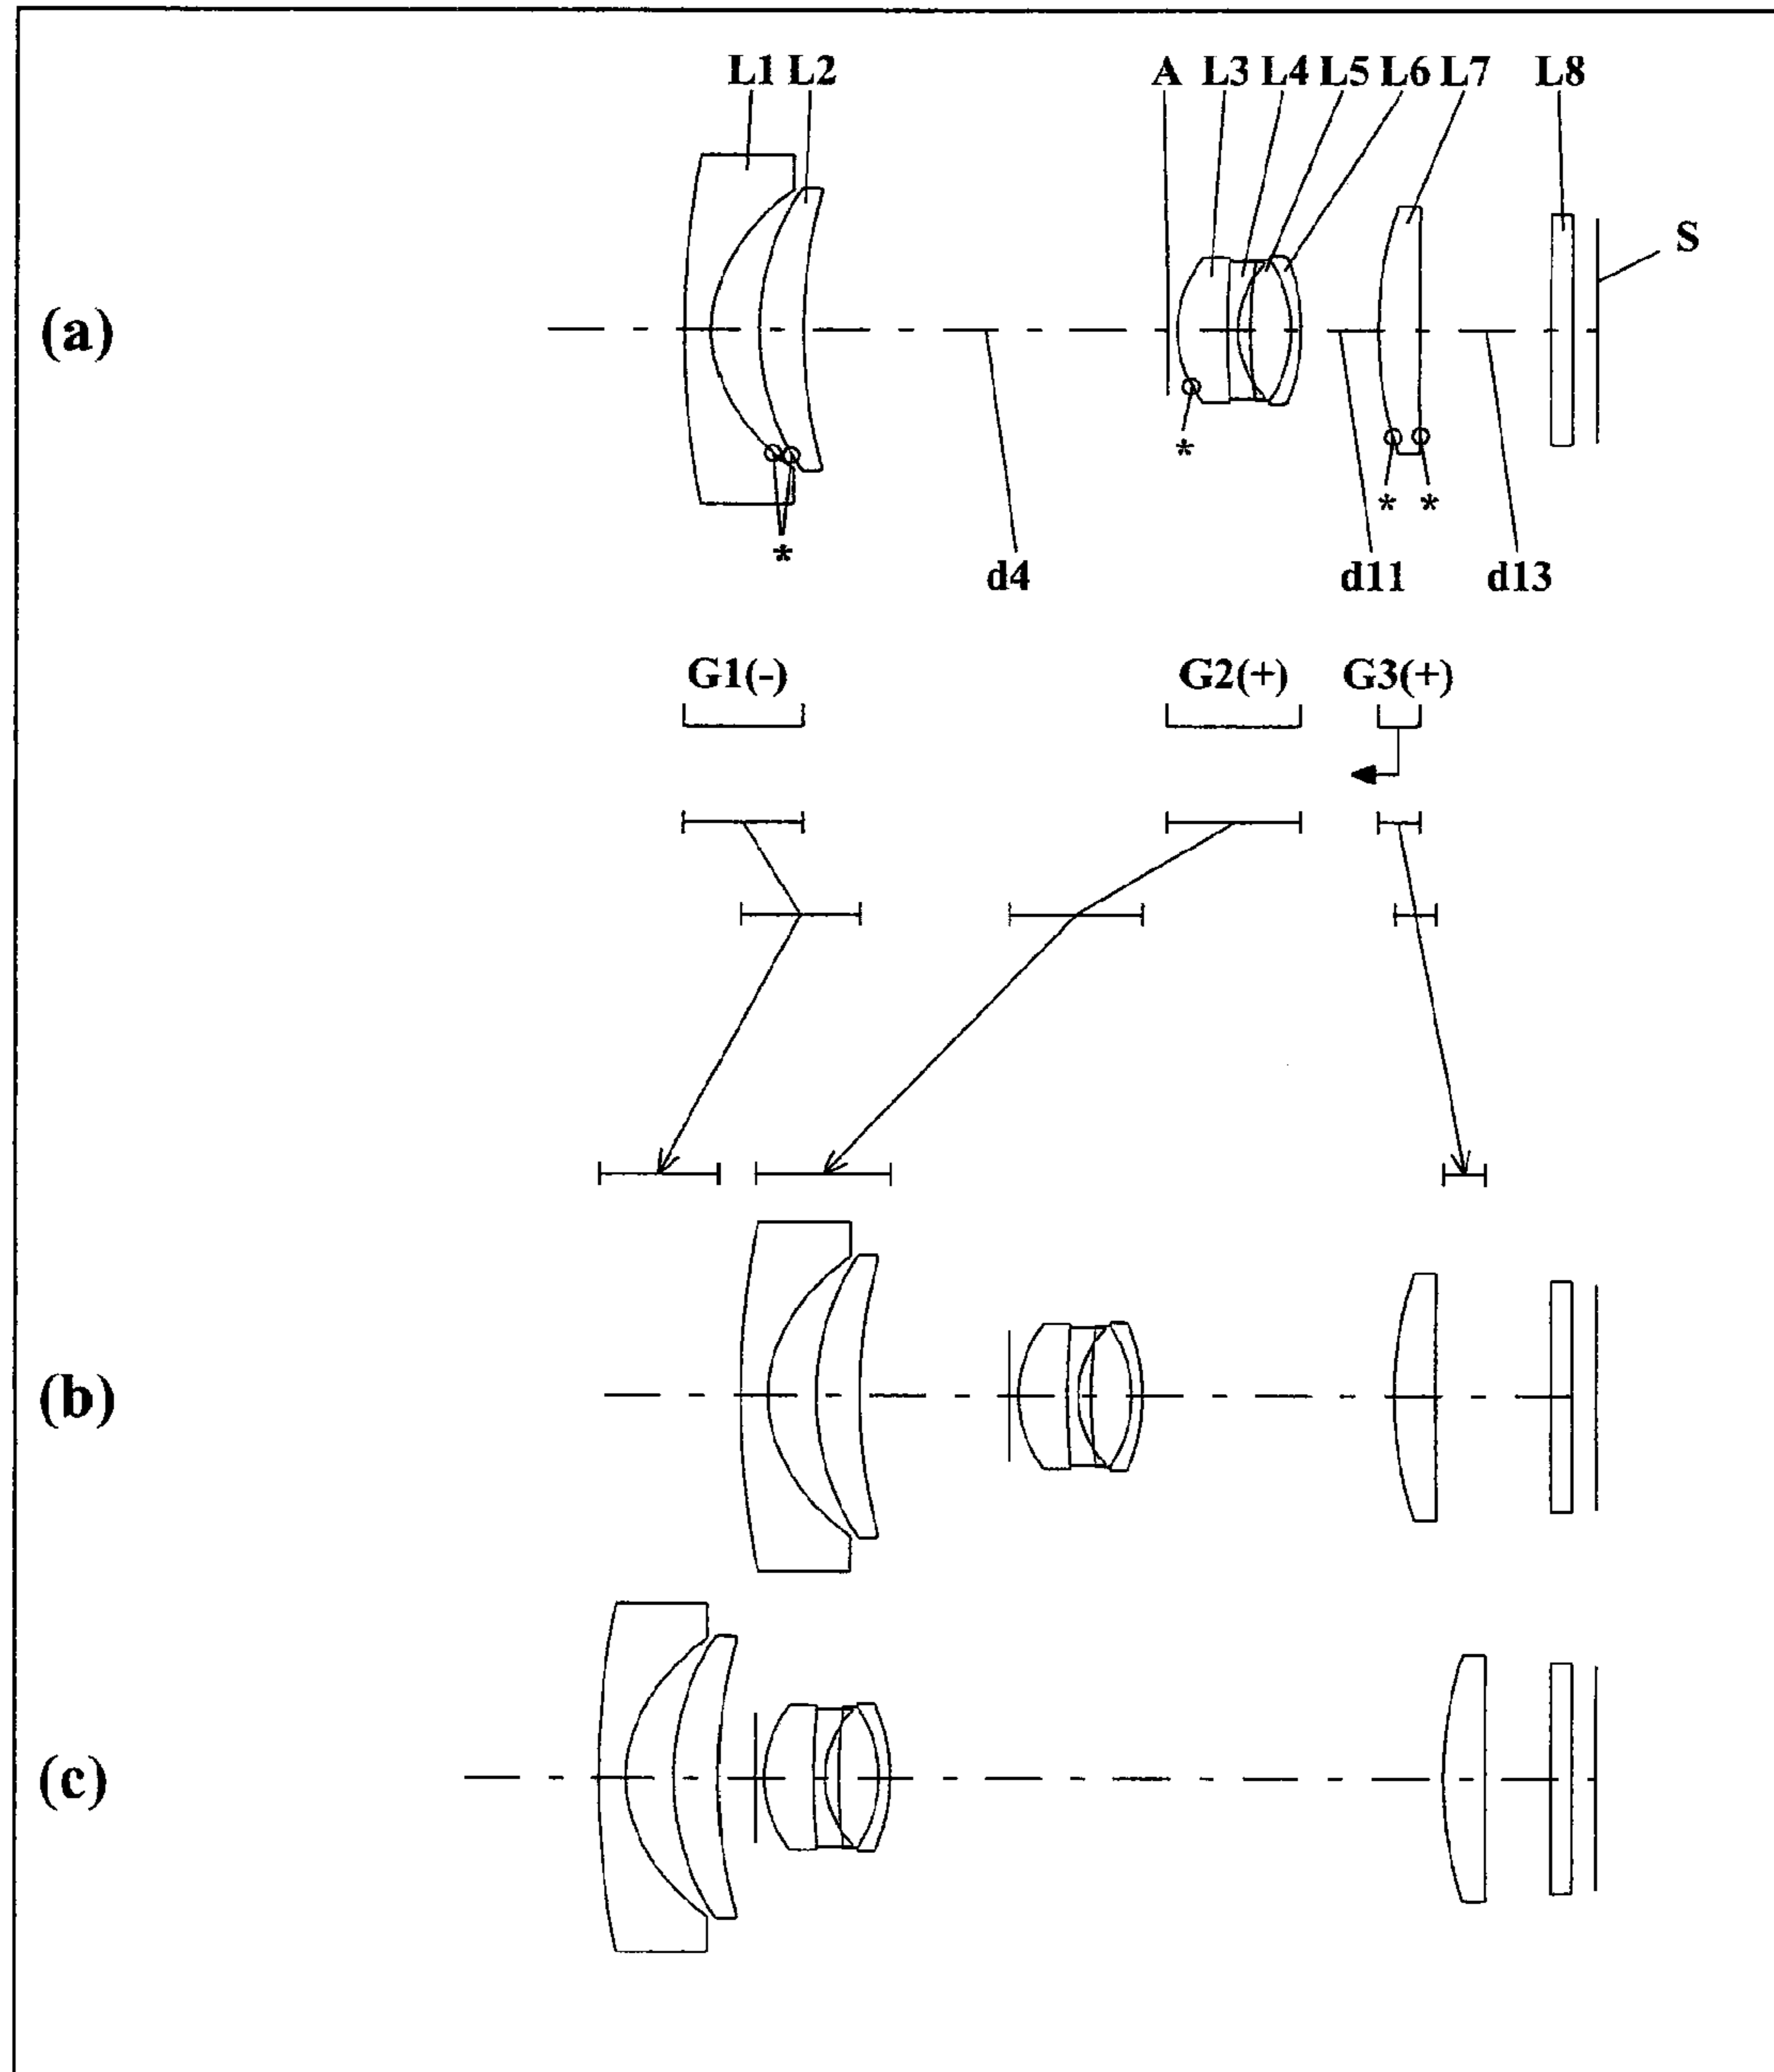 L1 L2 A L3 L4 L5 L6 L7 L8
S
(a)
*
* *
*
d4 d11 d13
G1(-) G2(+) G3(+)
(b)
(c)